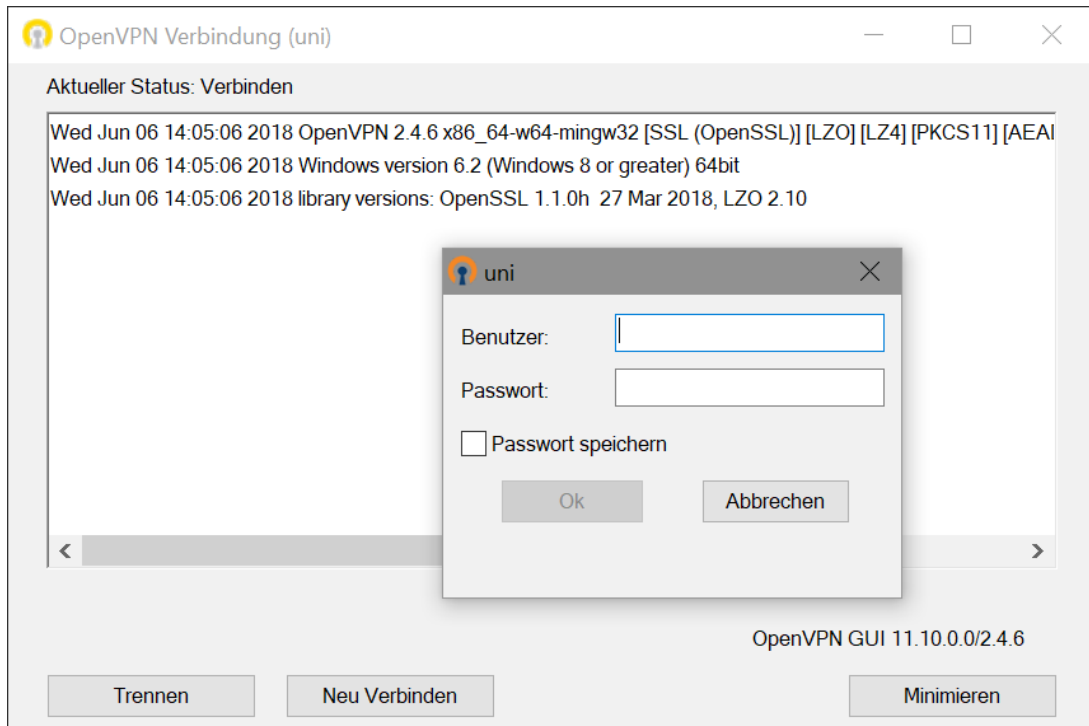 OpenVPN Verbindung (uni)
Aktueller Status: Verbinden
Wed Jun 06 14:05:06 2018 OpenVPN 2.4.6 x86_64-w64-mingw32 [SSL (OpenSSL)] [LZO] [LZ4] [PKCS11] [AEA
Wed Jun 06 14:05:06 2018 Windows version 6.2 (Windows 8 or greater) 64bit
Wed Jun 06 14:05:06 2018 library versions: OpenSSL 1.1.0h 27 Mar 2018, LZO 2.10
uni
Benutzer:
Passwort:
Passwort speichern
Ok Abbrechen
OpenVPN GUI 11.10.0.0/2.4.6
Trennen Neu Verbinden Minimieren